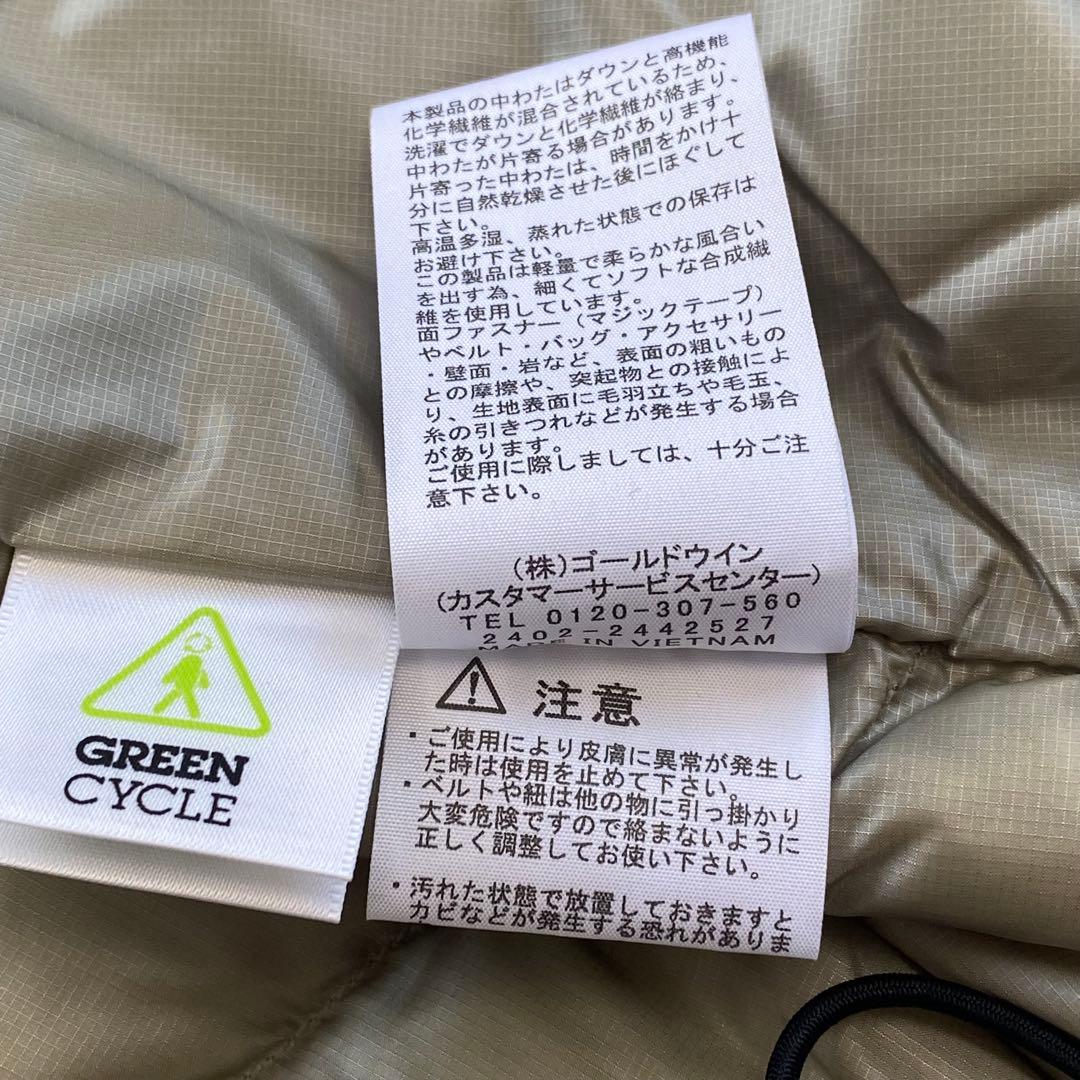 本製品の中わたはダウンと高機能
化学繊維が混合されているため、
洗濯でダウンと化学繊維が絡まり、
中わたが片寄る場合があります。
片寄った中わたは、時間をかけ十
分に自然乾燥させた後にほぐして
下さい。
高温多湿、蒸れた状態での保存は
お避け下さい。
この製品は軽量で柔らかな風合い
を出す為、細くてソフトな合成繊
維を使用しています。
面ファスナー（マジックテープ）
やベルト・バッグ・アクセサリー
・壁面・岩など、表面の粗いもの
との摩擦や、突起物との接触によ
り、生地表面に毛羽立ちや毛玉、
糸の引きつれなどが発生する場合
があります。
ご使用に際しましては、十分ご注
意下さい。
(株)ゴールドウイン
(カスタマーサービスセンター)
TEL 0120-307-560
2402-2442527
MADE IN VIETNAM
GREEN
CYCLE
注意
・ご使用により皮膚に異常が発生し
た時は使用を止めて下さい。
・ベルトや紐は他の物に引っ掛かり
大変危険ですので絡まないように
正しく調整してお使い下さい。
・汚れた状態で放置しておきますと
カビなどが発生する恐れがありま